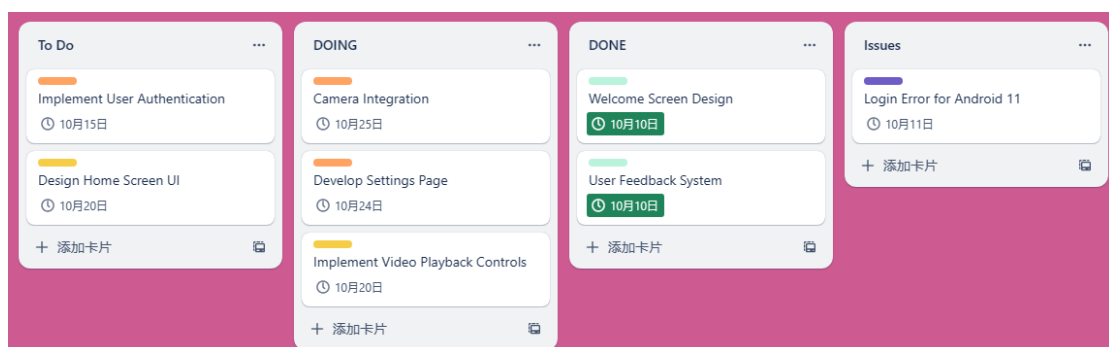 To Do
Implement User Authentication
10月15日
Design Home Screen UI
10月20日
添加卡片
DOING
Camera Integration
10月25日
Develop Settings Page
10月24日
Implement Video Playback Controls
10月20日
添加卡片
DONE
Welcome Screen Design
10月10日
User Feedback System
10月10日
添加卡片
Issues
Login Error for Android 11
10月11日
添加卡片